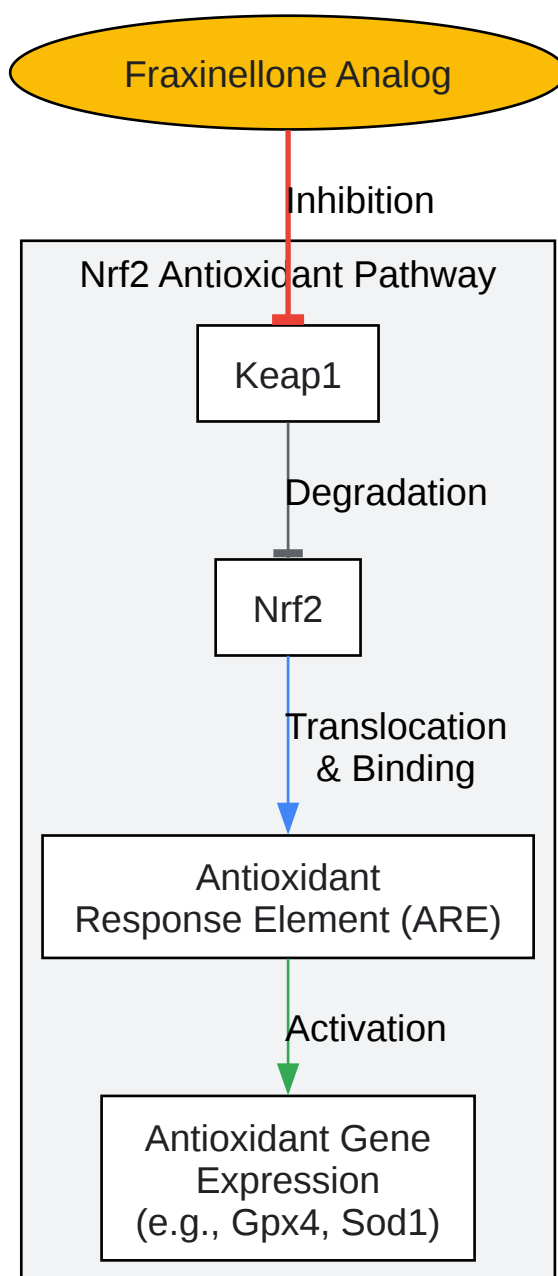 Fraxinellone Analog
Inhibition
Nrf2 Antioxidant Pathway
Keap1
Degradation
Nrf2
Translocation
& Binding
Antioxidant
Response Element (ARE)
Activation
Antioxidant Gene
Expression
(e.g., Gpx4, Sod1)